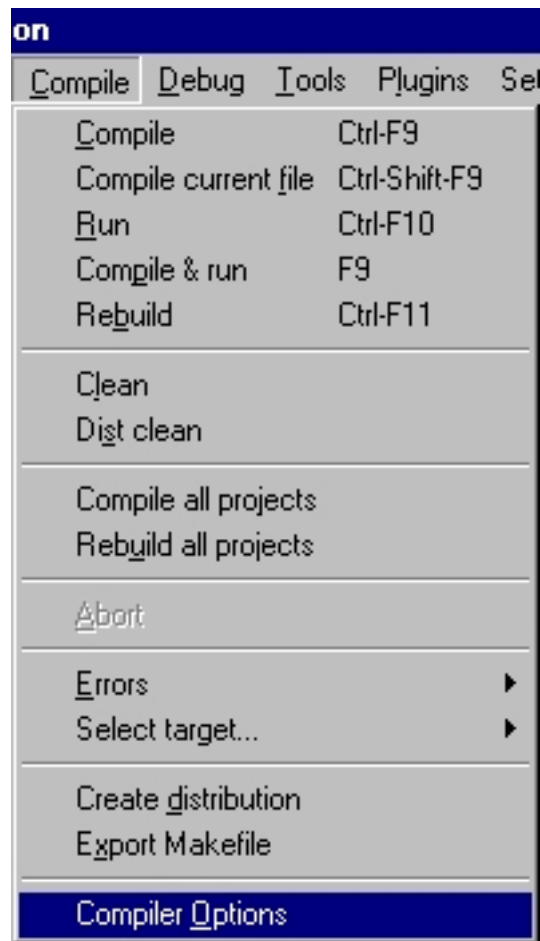 on
Compile Debug Tools Plugins Set
Compile Ctrl-F9
Compile current file Ctrl-Shift-F9
Run Ctrl-F10
Compile & run F9
Rebuild Ctrl-F11
Clean
Dist clean
Compile all projects
Rebuild all projects
Abort
Errors
Select target...
Create distribution
Export Makefile
Compiler Options